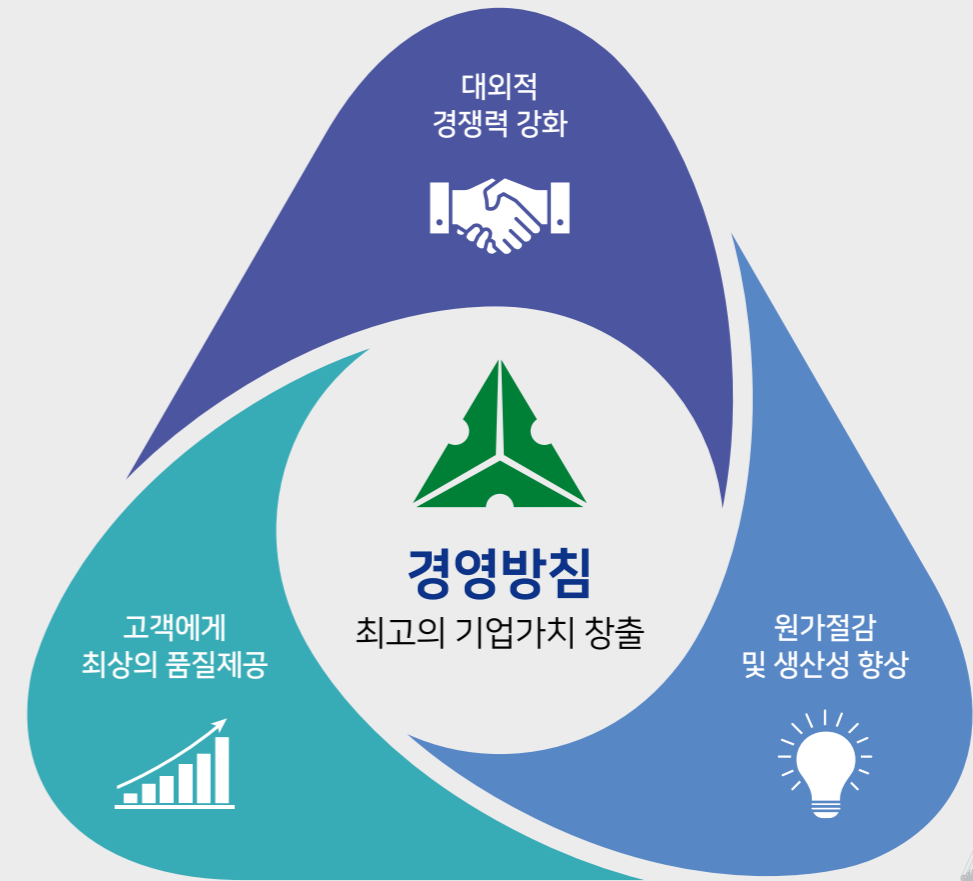 대외적
경쟁력 강화
경영방침
최고의 기업가치 창출
고객에게
최상의 품질제공
원가절감
및 생산성 향상